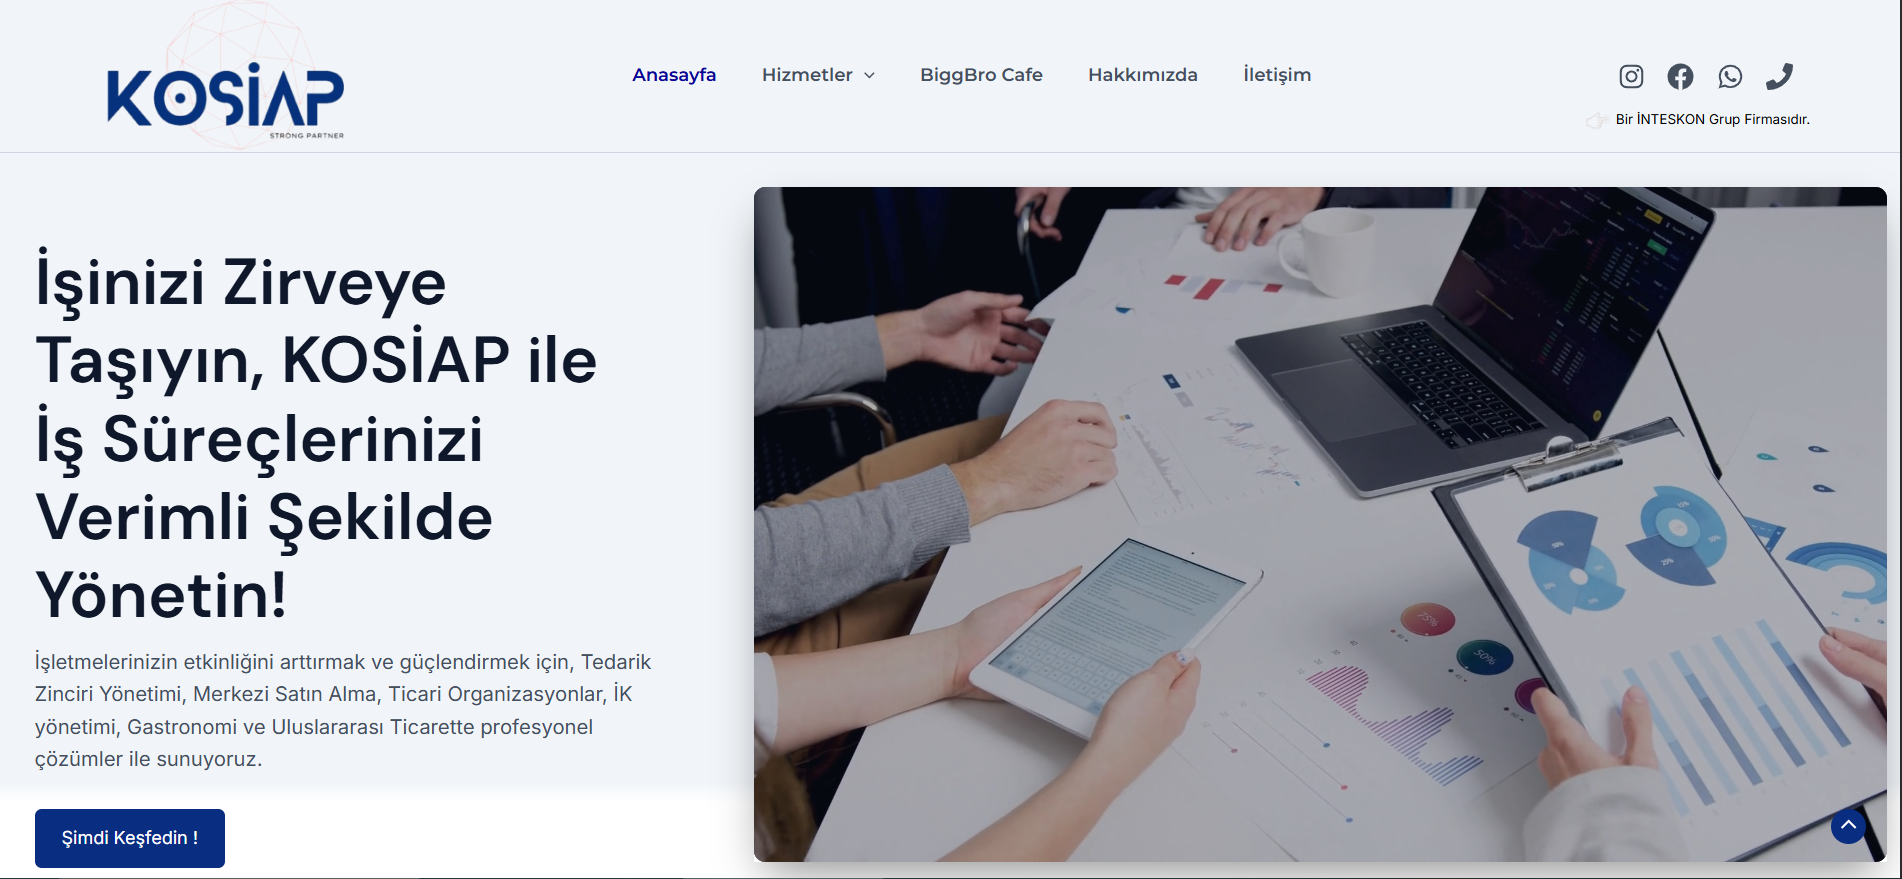 KOSİAP
STRONG PARTNER
Anasayfa
Hizmetler
BiggBro Cafe
Hakkımızda
İletişim
Bir İNTESKON Grup Firmasıdır.
İşinizi Zirveye
Taşıyın, KOSİAP ile
İş Süreçlerinizi
Verimli Şekilde
Yönetin!
İşletmelerinizin etkinliğini arttırmak ve güçlendirmek için, Tedarik
Zinciri Yönetimi, Merkezi Satın Alma, Ticari Organizasyonlar, İK
yönetimi, Gastronomi ve Uluslararası Ticarette profesyonel
çözümler ile sunuyoruz.
Şimdi Keşfedin !
75%
50%